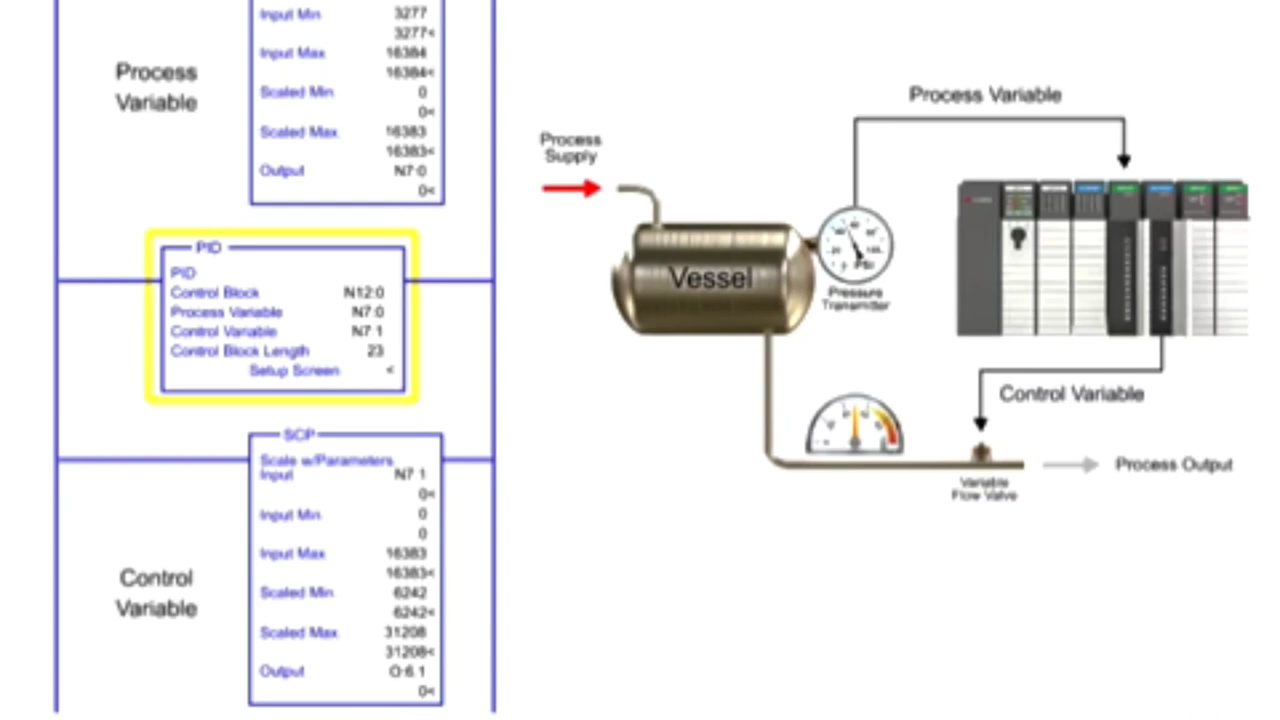 Input Min 3277
3277<
Input Max 16384
16384<
Scaled Min 0
0<
Scaled Max 16383
16383<
Output N7:0
0<
Process
Variable
PID
PID
Control Block N12:0
Process Variable N7:0
Control Variable N7:1
Control Block Length 23
Setup Screen <
SCP
Scale w/Parameters
Input N7:1
0<
Input Min 0
0
Input Max 16383
16383<
Scaled Min 6242
6242<
Scaled Max 31208
31208<
Output O:6.1
0<
Control
Variable
Process Variable
Process
Supply
Vessel
PSI
Pressure
Transmitter
Control Variable
Process Output
Variable
Flow Valve